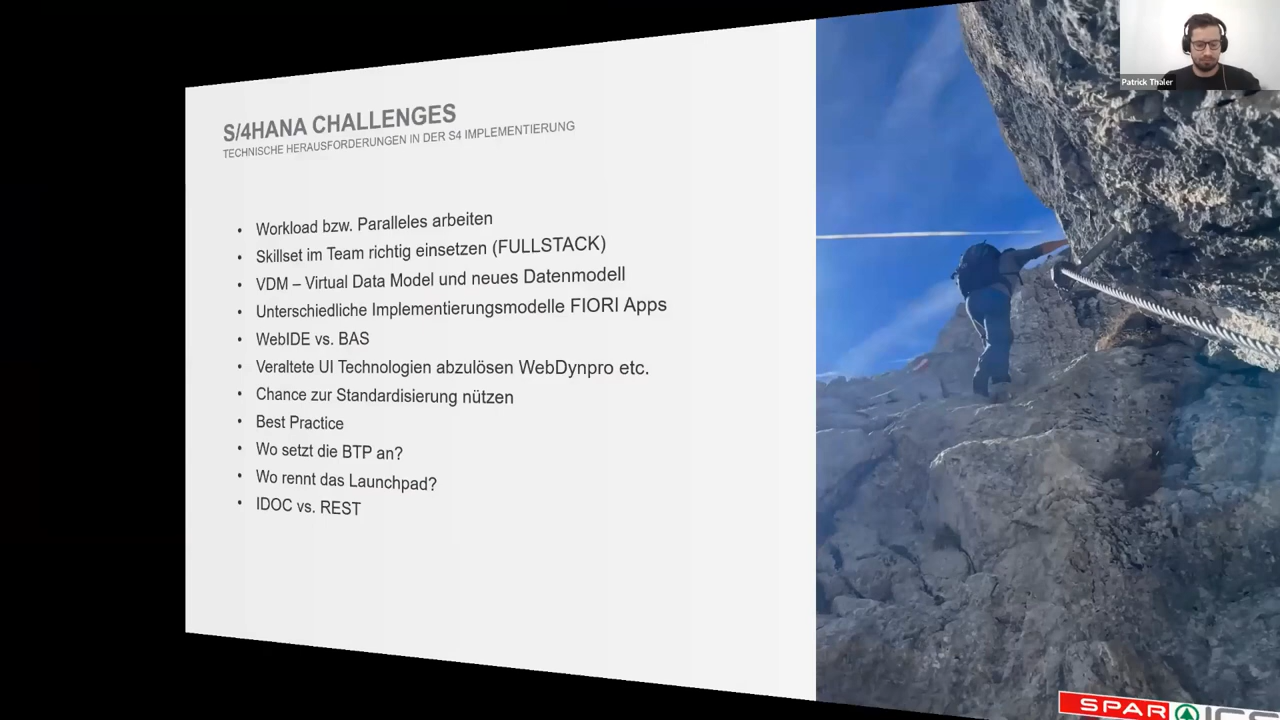 Patrick Thaler
S/4HANA CHALLENGES
TECHNISCHE HERAUSFORDERUNGEN IN DER S4 IMPLEMENTIERUNG
• Workload bzw. Paralleles arbeiten
• Skillset im Team richtig einsetzen (FULLSTACK)
• VDM – Virtual Data Model und neues Datenmodell
• Unterschiedliche Implementierungsmodelle FIORI Apps
• WebIDE vs. BAS
• Veraltete UI Technologien abzulösen WebDynpro etc.
• Chance zur Standardisierung nützen
• Best Practice
• Wo setzt die BTP an?
• Wo rennt das Launchpad?
• IDOC vs. REST
SPAR